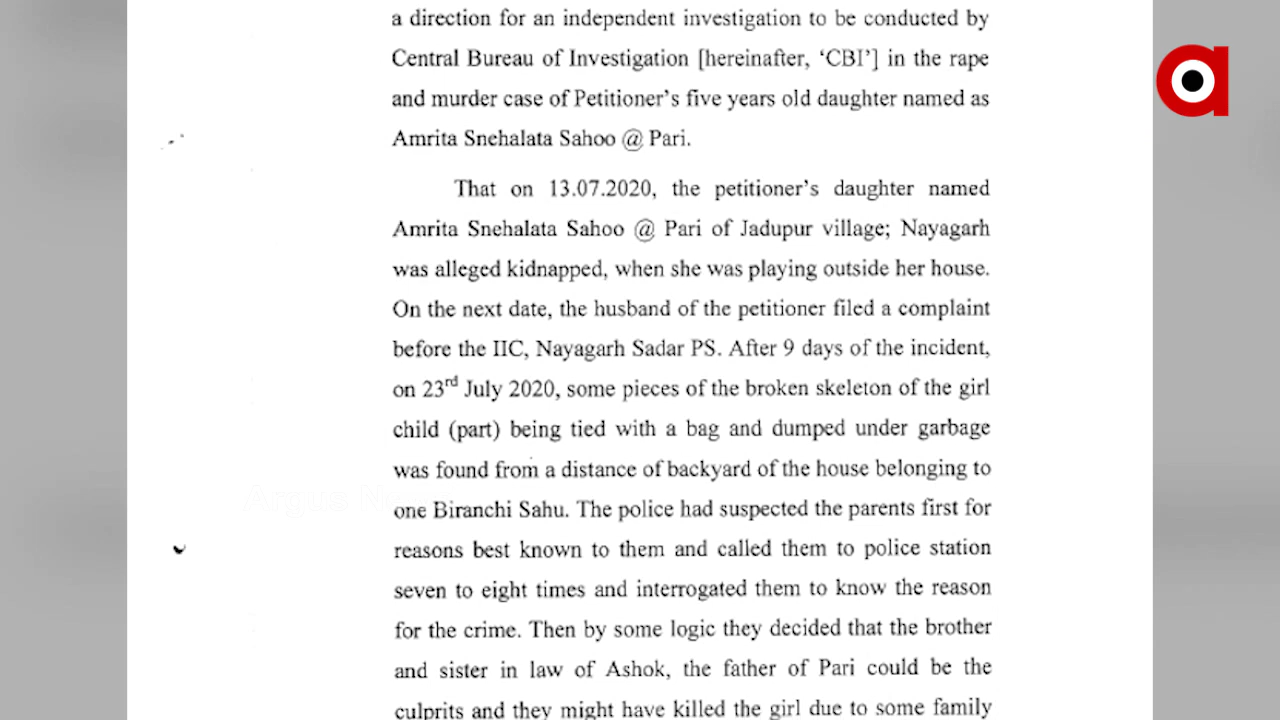 a direction for an independent investigation to be conducted by
Central Bureau of Investigation [hereinafter, ‘CBI’] in the rape
and murder case of Petitioner’s five years old daughter named as
Amrita Snehalata Sahoo @ Pari.
That on 13.07.2020, the petitioner’s daughter named
Amrita Snehalata Sahoo @ Pari of Jadupur village; Nayagarh
was alleged kidnapped, when she was playing outside her house.
On the next date, the husband of the petitioner filed a complaint
before the IIC, Nayagarh Sadar PS. After 9 days of the incident,
on 23rd July 2020, some pieces of the broken skeleton of the girl
child (part) being tied with a bag and dumped under garbage
was found from a distance of backyard of the house belonging to
one Biranchi Sahu. The police had suspected the parents first for
reasons best known to them and called them to police station
seven to eight times and interrogated them to know the reason
for the crime. Then by some logic they decided that the brother
and sister in law of Ashok, the father of Pari could be the
culprits and they might have killed the girl due to some family
a
Argus